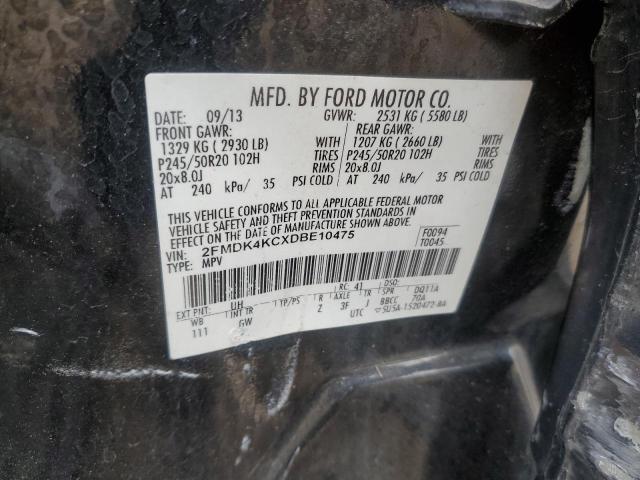 MFD. BY FORD MOTOR CO.
DATE: 09/13 GVWR: 2531 KG ( 5580 LB)
FRONT GAWR: REAR GAWR:
1329 KG ( 2930 LB) WITH 1207 KG ( 2660 LB) WITH
P245/50R20 102H TIRES P245/50R20 102H TIRES
20x8.0J RIMS 20x8.0J RIMS
AT 240 kPa/ 35 PSI COLD AT 240 kPa/ 35 PSI COLD
THIS VEHICLE CONFORMS TO ALL APPLICABLE FEDERAL MOTOR
VEHICLE SAFETY AND THEFT PREVENTION STANDARDS IN
EFFECT ON THE DATE OF MANUFACTURE SHOWN ABOVE.
VIN: 2FMDK4KCXDBE10475 F0094
TYPE: MPV T0045
EXT PNT: UH RC: 41 DSO:
WB INT TR TP/PS R AXLE TR SPR DQ11A
111 GW Z 3F J BBCC 70A
UTC 5U5A-1520472-BA